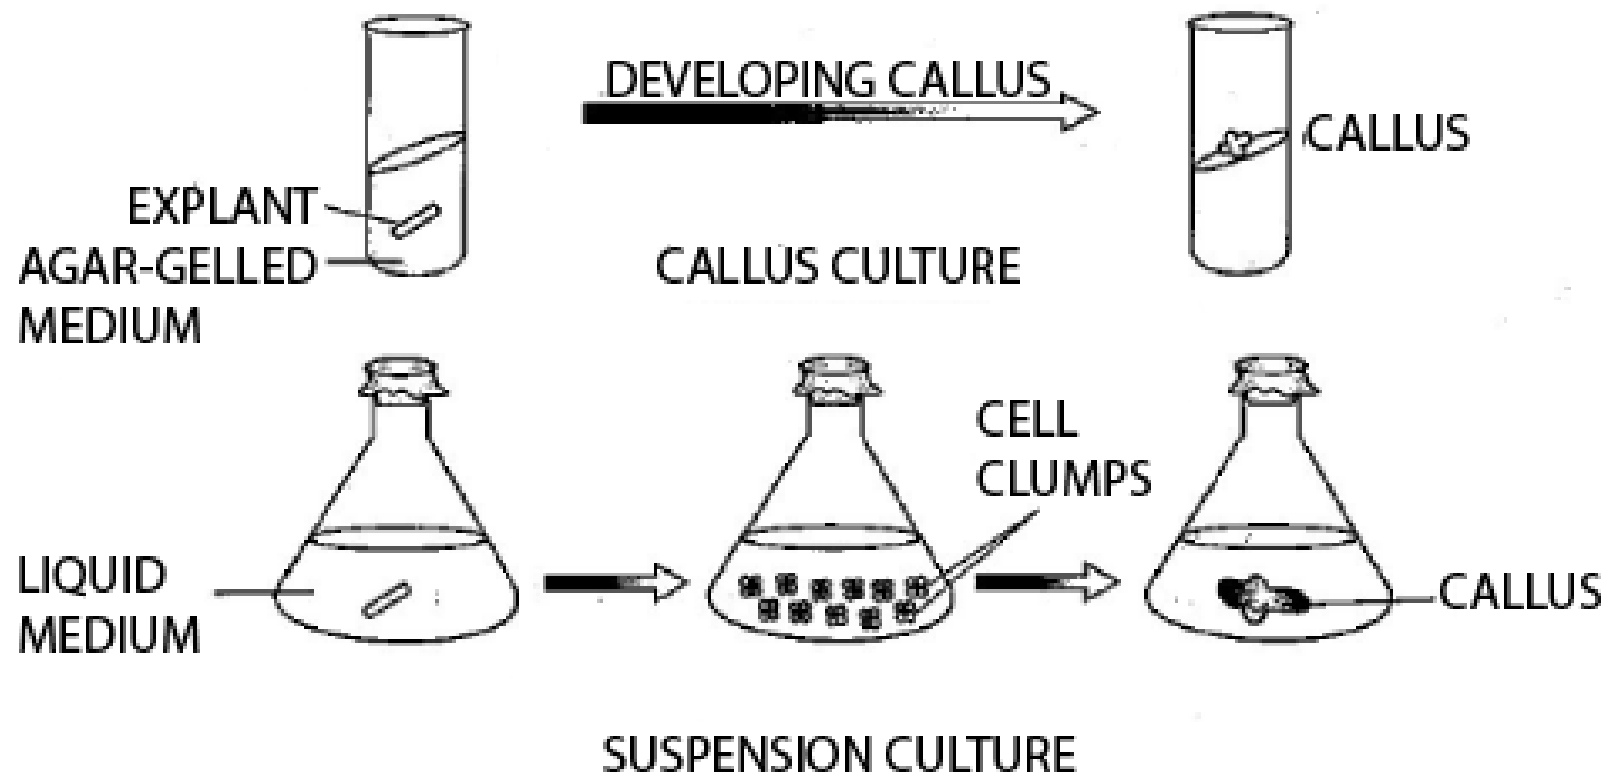 DEVELOPING CALLUS
CALLUS
EXPLANT
AGAR-GELLED
MEDIUM
CALLUS CULTURE
CELL
CLUMPS
LIQUID
MEDIUM
CALLUS
SUSPENSION CULTURE